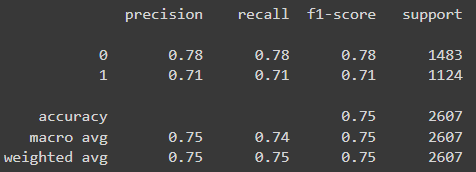 precision recall f1-score support
0 0.78 0.78 0.78 1483
1 0.71 0.71 0.71 1124
accuracy 0.75 2607
macro avg 0.75 0.74 0.75 2607
weighted avg 0.75 0.75 0.75 2607